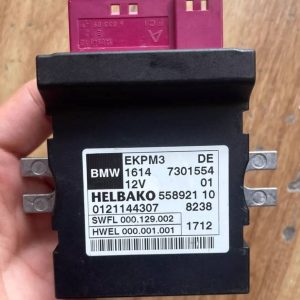 EKPM3 DE
BMW 1614 7301554
12V 01
HELBAKO 558921 10
0121144307 8238
SWFL 000.129.002
HWEL 000.001.001 1712